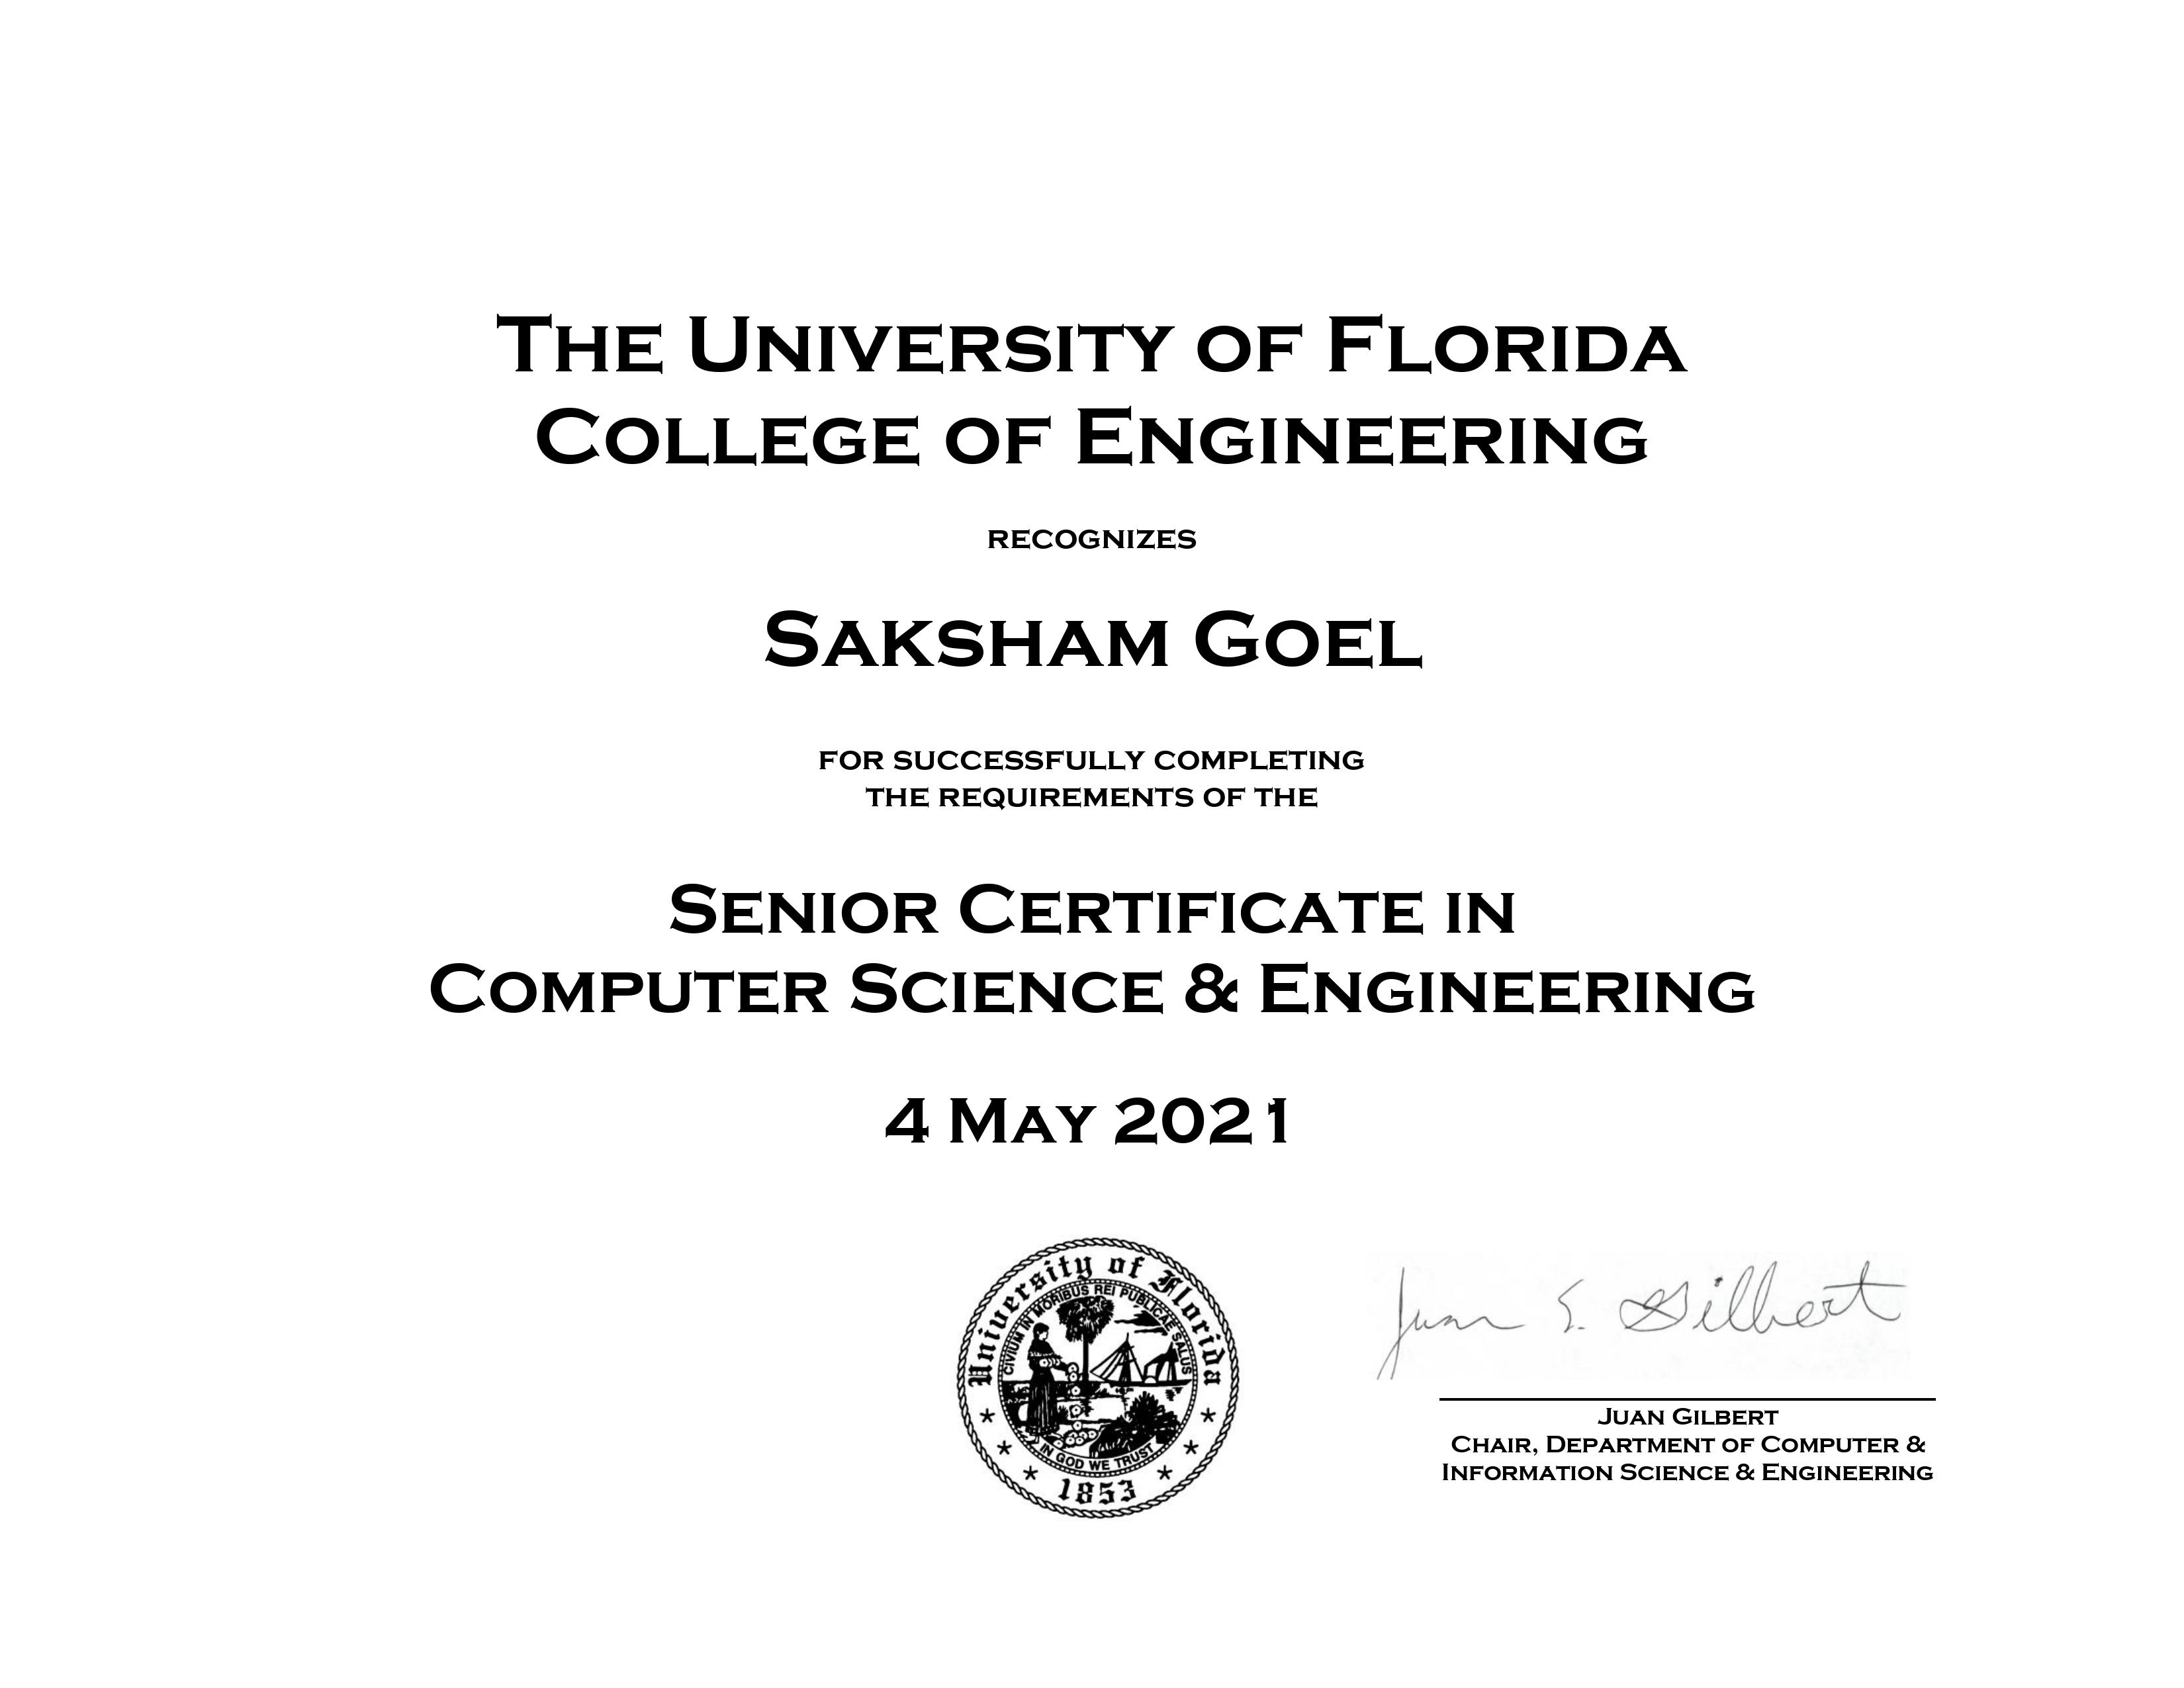 The University of Florida
College of Engineering
recognizes
Saksham Goel
for successfully completing
the requirements of the
Senior Certificate in
Computer Science & Engineering
4 May 2021
University of Florida
CIVIUM IN MORIBUS REI PUBLICAE SALUS
IN GOD WE TRUST
1853
Juan E. Gilbert
Juan Gilbert
Chair, Department of Computer &
Information Science & Engineering